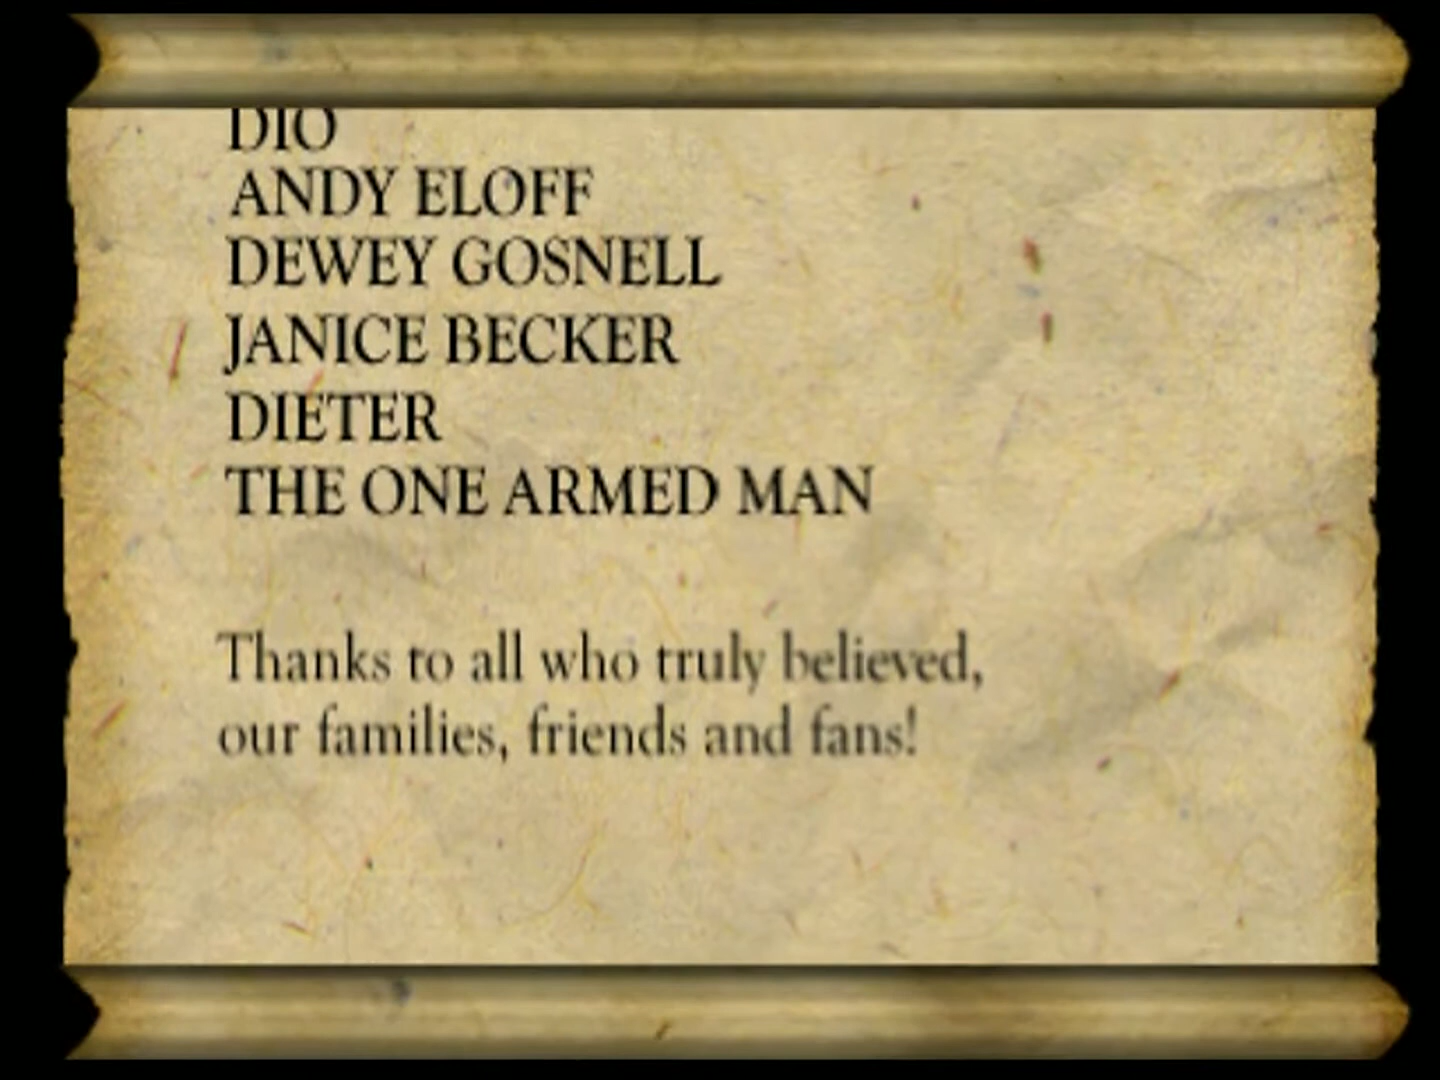 DIO
ANDY ELOFF
DEWEY GOSNELL
JANICE BECKER
DIETER
THE ONE ARMED MAN
Thanks to all who truly believed,
our families, friends and fans!